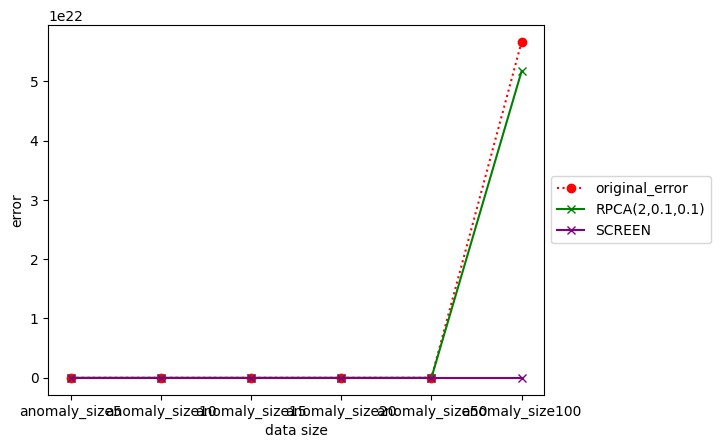 1e22
5
4
3
2
1
0
error
anomaly_size5 anomaly_size10 anomaly_size15 anomaly_size20 anomaly_size50 anomaly_size100
data size
original_error
RPCA(2,0.1,0.1)
SCREEN